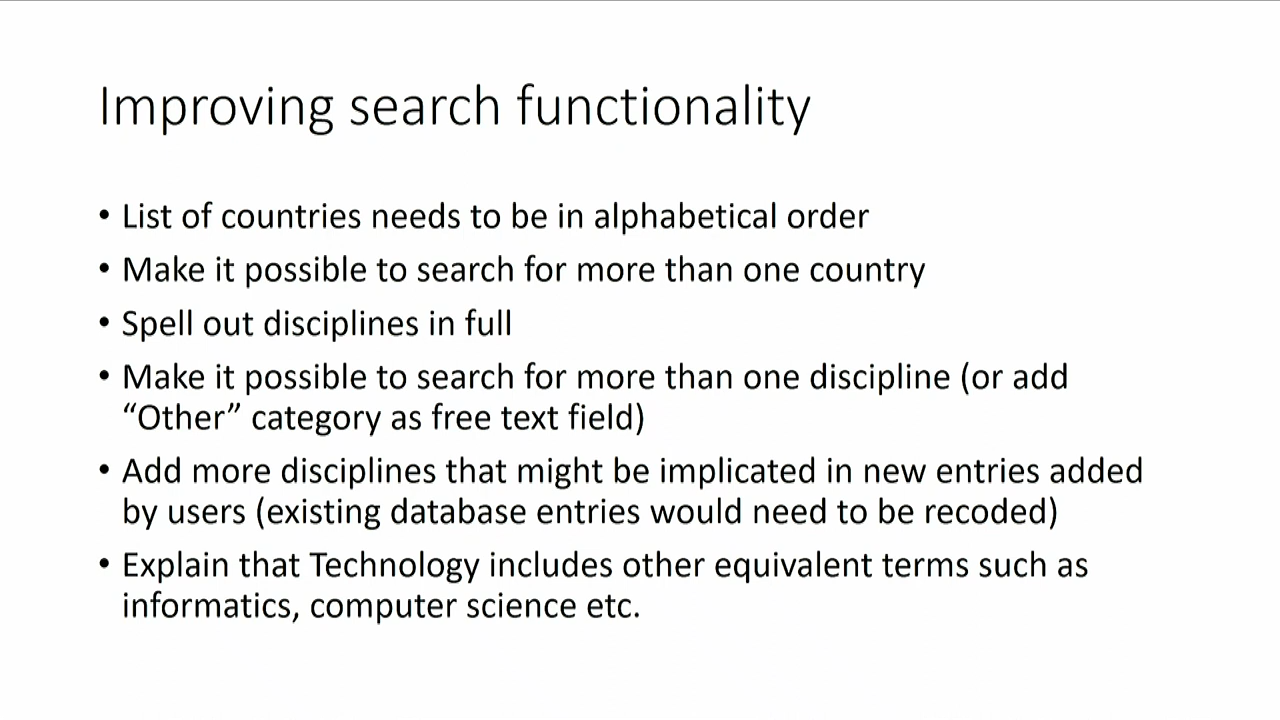 Improving search functionality
• List of countries needs to be in alphabetical order
• Make it possible to search for more than one country
• Spell out disciplines in full
• Make it possible to search for more than one discipline (or add
“Other” category as free text field)
• Add more disciplines that might be implicated in new entries added
by users (existing database entries would need to be recoded)
• Explain that Technology includes other equivalent terms such as
informatics, computer science etc.